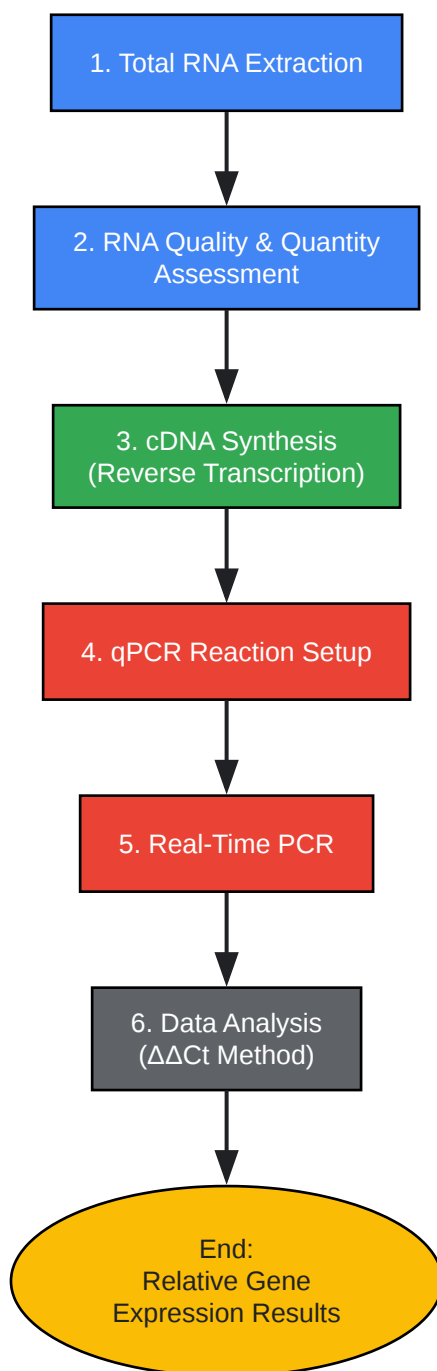 1. Total RNA Extraction
2. RNA Quality & Quantity
Assessment
3. cDNA Synthesis
(Reverse Transcription)
4. qPCR Reaction Setup
5. Real-Time PCR
6. Data Analysis
(ΔΔCt Method)
End:
Relative Gene
Expression Results